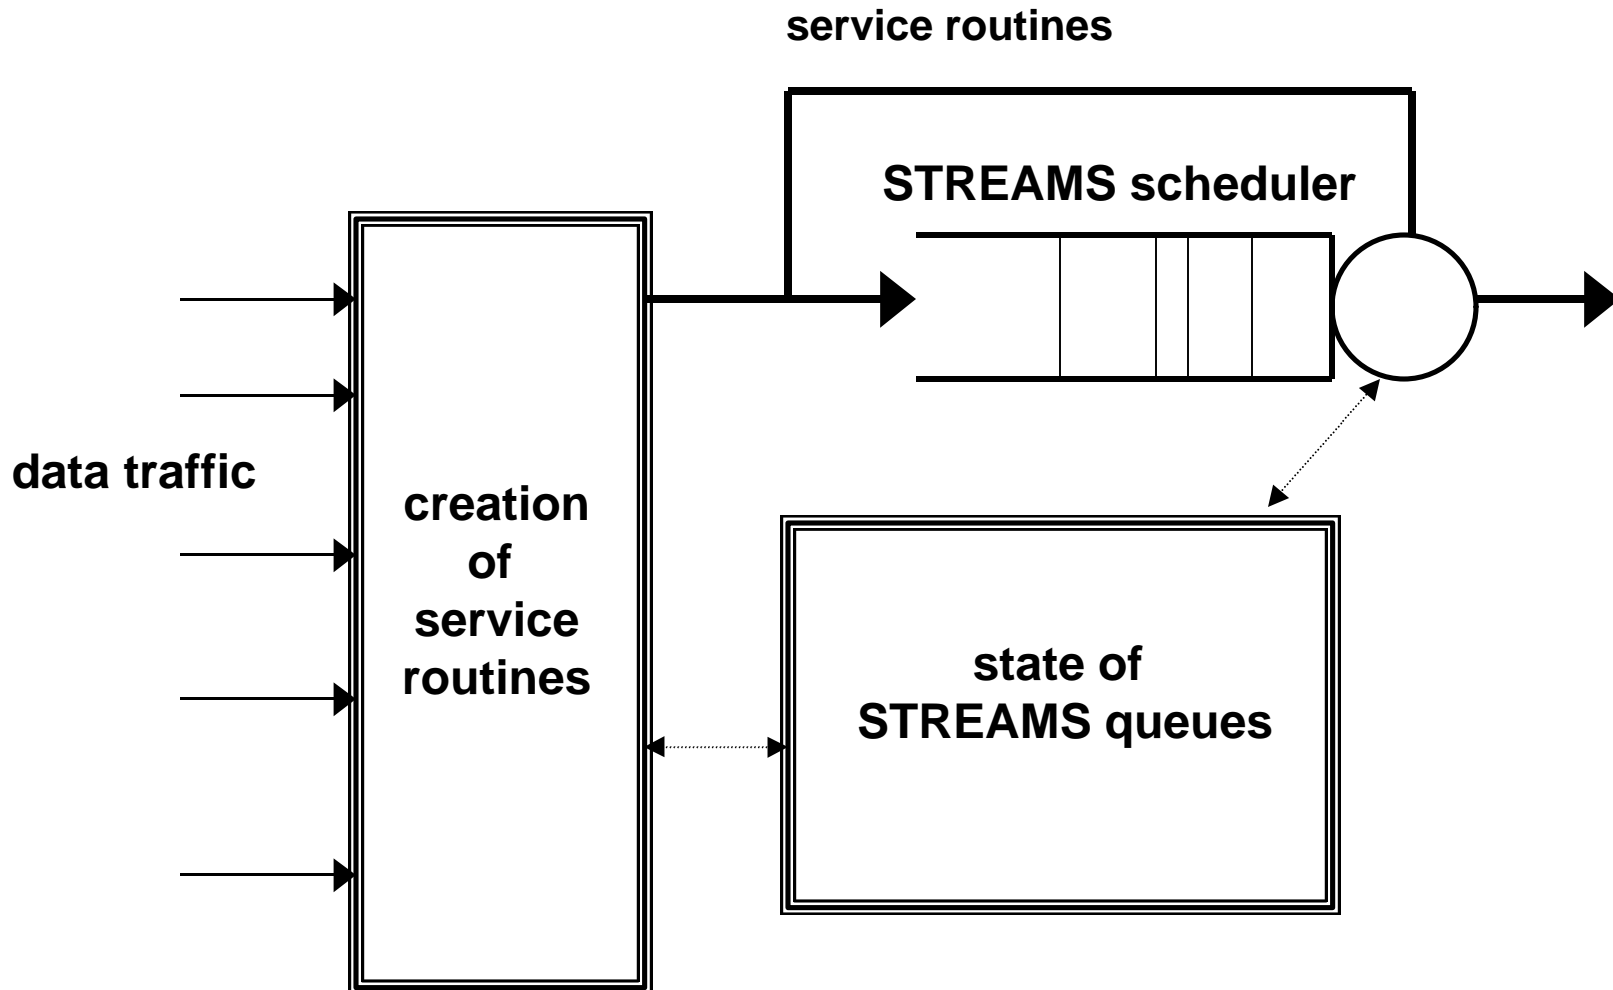 service routines
STREAMS scheduler
data traffic
creation
of
service
routines
state of
STREAMS queues